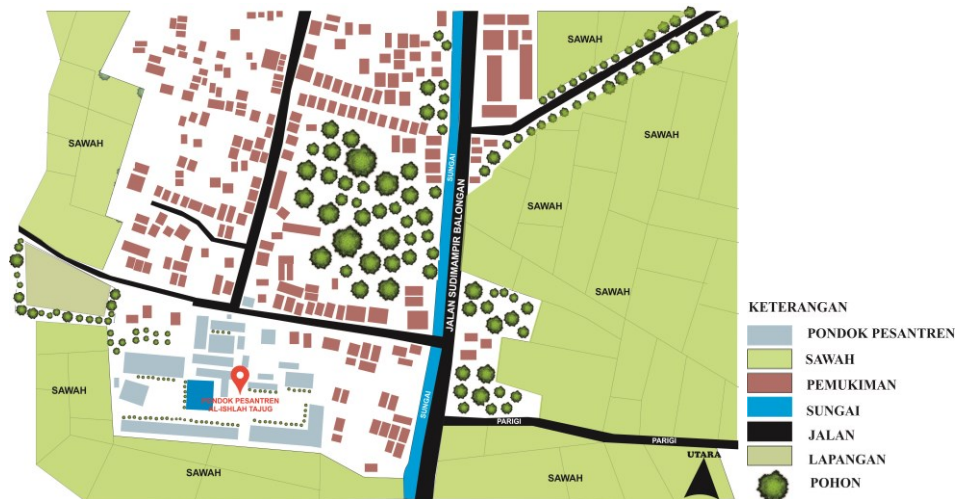 SAWAH
SAWAH
SAWAH
SUNGAI
JALAN SUDIMAMPIR BALONGAN
SAWAH
SAWAH
SAWAH
SAWAH
PONDOK PESANTREN
AL-ISHLAH TAJUG
SUNGAI
PARIGI
PARIGI
SAWAH
SAWAH
UTARA
KETERANGAN
PONDOK PESANTREN
SAWAH
PEMUKIMAN
SUNGAI
JALAN
LAPANGAN
POHON